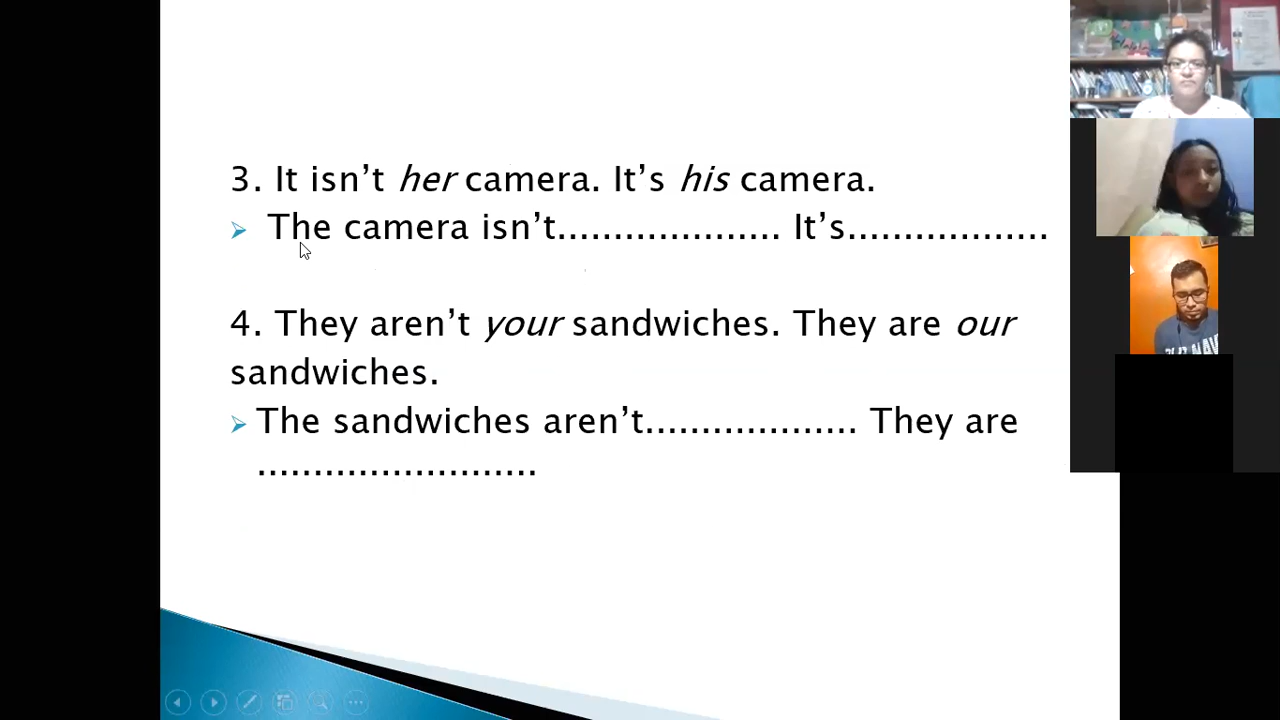 3. It isn't her camera. It's his camera.
➢ The camera isn't.................... It's..................
4. They aren't your sandwiches. They are our
sandwiches.
➢ The sandwiches aren't................... They are
.........................